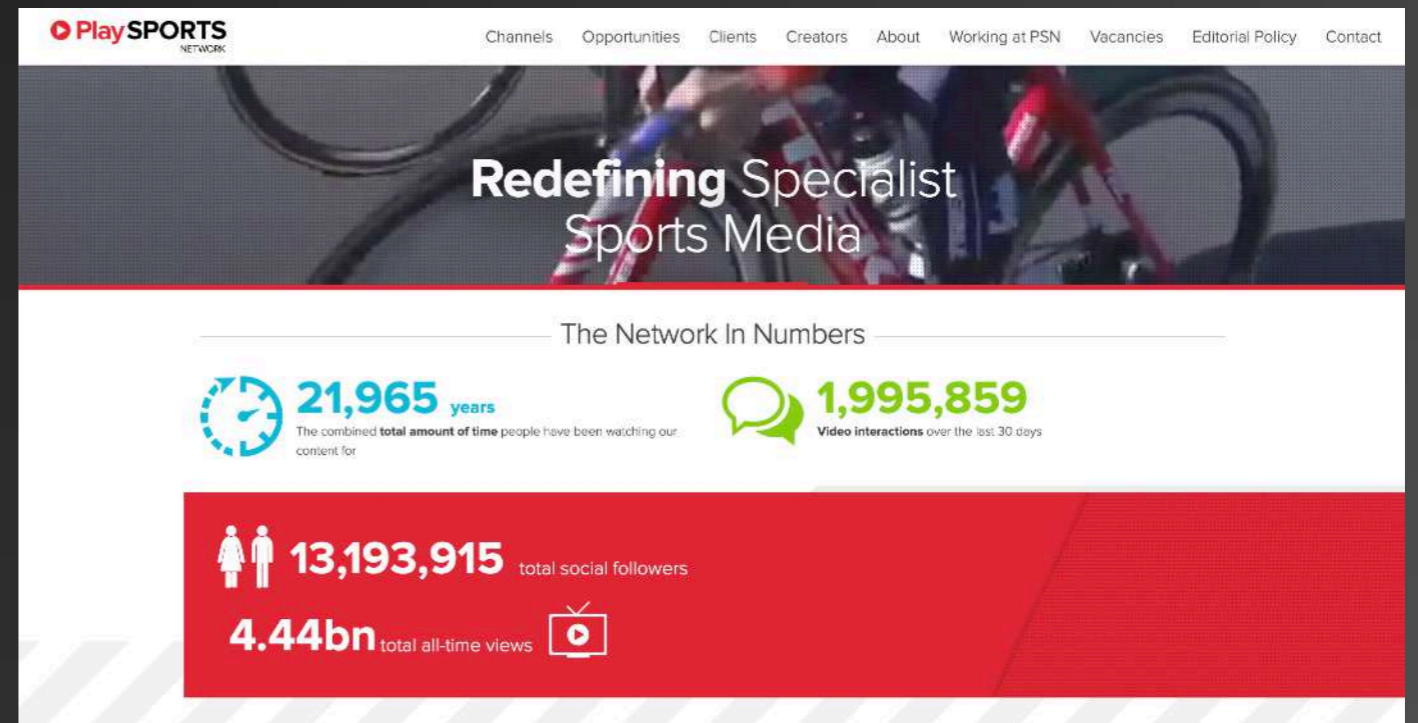 Play SPORTS
NETWORK
Channels Opportunities Clients Creators About Working at PSN Vacancies Editorial Policy Contact
Redefining Specialist
Sports Media
The Network In Numbers
21,965 years
The combined total amount of time people have been watching our
content for
1,995,859
Video interactions over the last 30 days
13,193,915 total social followers
4.44bn total all-time views